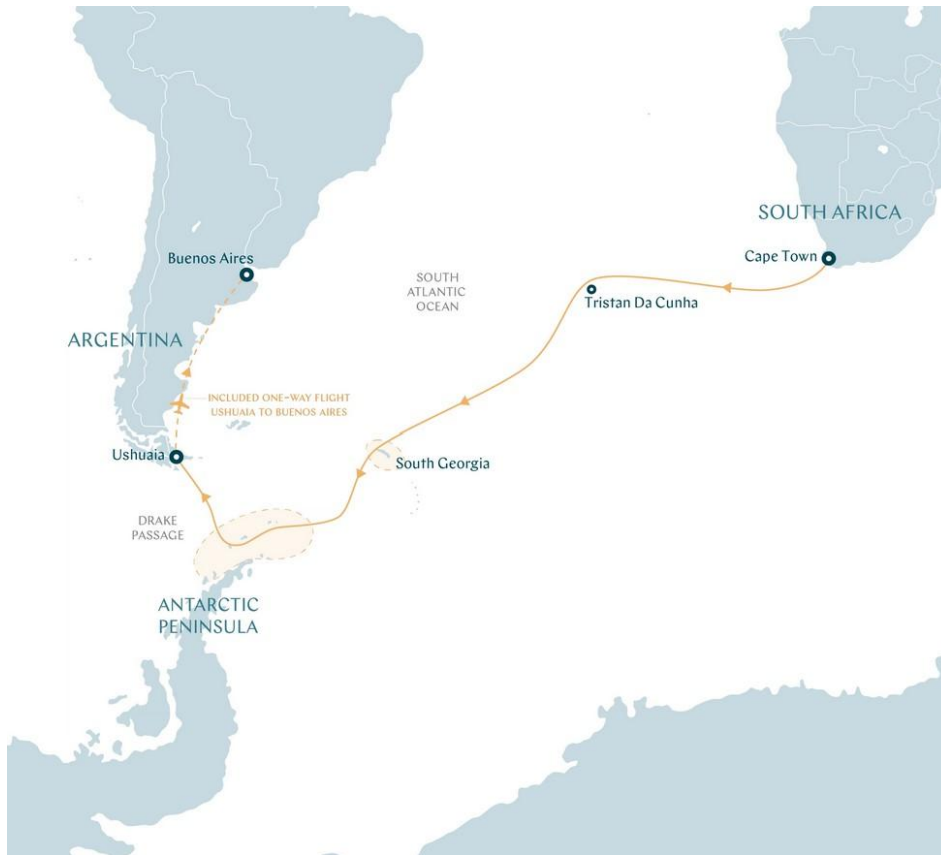 SOUTH AFRICA
Cape Town
Buenos Aires
SOUTH
ATLANTIC
OCEAN
Tristan Da Cunha
ARGENTINA
INCLUDED ONE-WAY FLIGHT
USHUAIA TO BUENOS AIRES
Ushuaia
South Georgia
DRAKE
PASSAGE
ANTARCTIC
PENINSULA